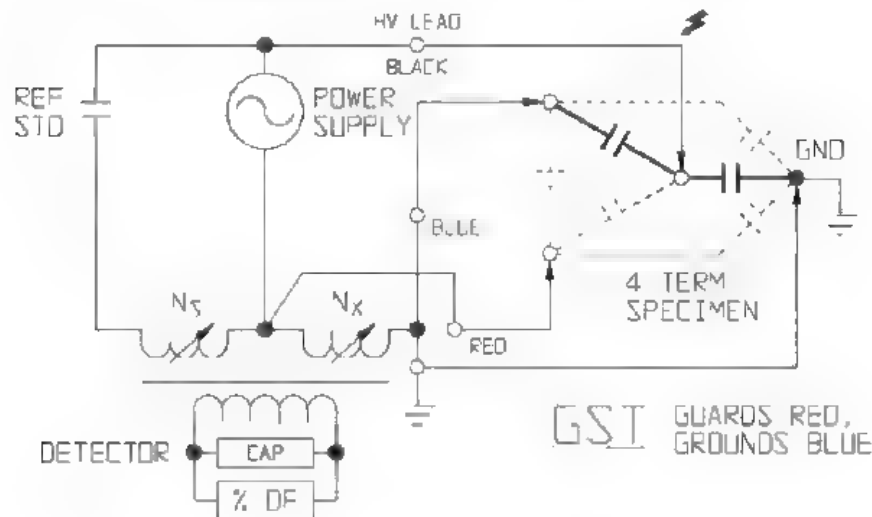 HV LEAD
BLACK
REF
STD
POWER
SUPPLY
GND
BLUE
4 TERM
SPECIMEN
NS
NX
RED
DETECTOR
CAP
% DF
GST GUARDS RED,
GROUNDS BLUE